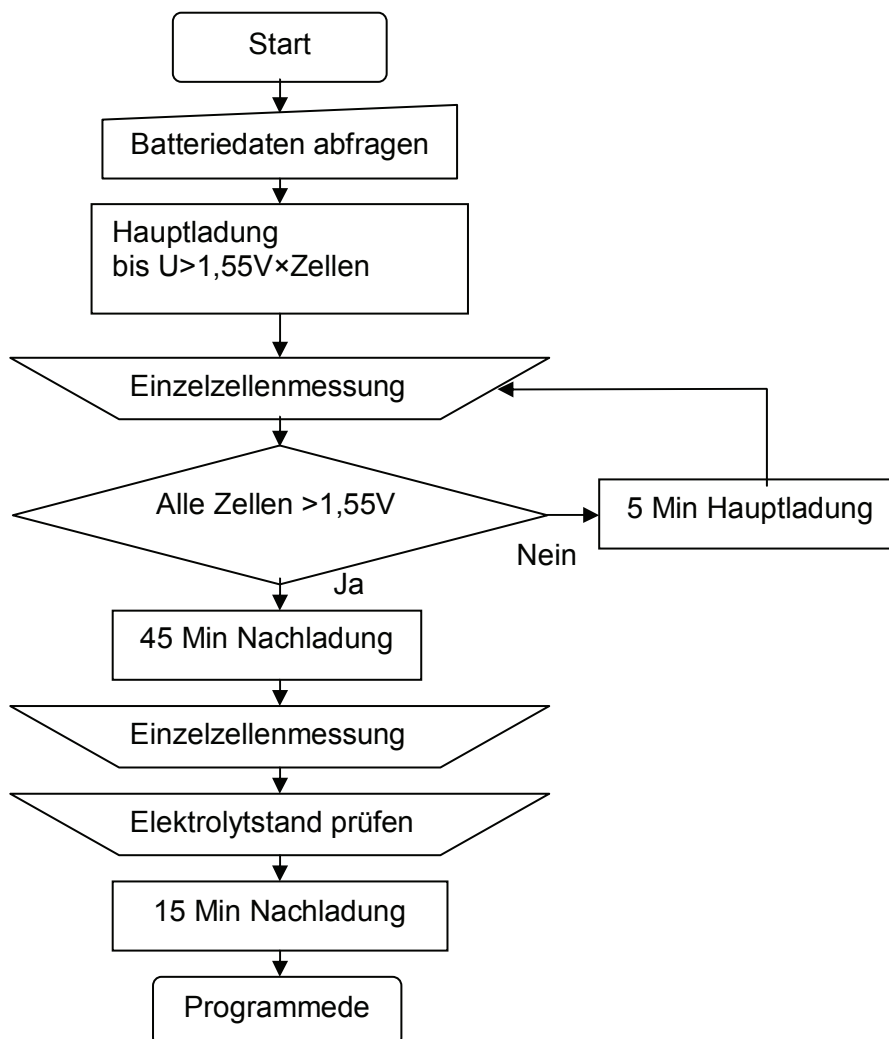 Start
Batteriedaten abfragen
Hauptladung
bis U>1,55V×Zellen
Einzelzellenmessung
Alle Zellen >1,55V
5 Min Hauptladung
Nein
Ja
45 Min Nachladung
Einzelzellenmessung
Elektrolytstand prüfen
15 Min Nachladung
Programmede